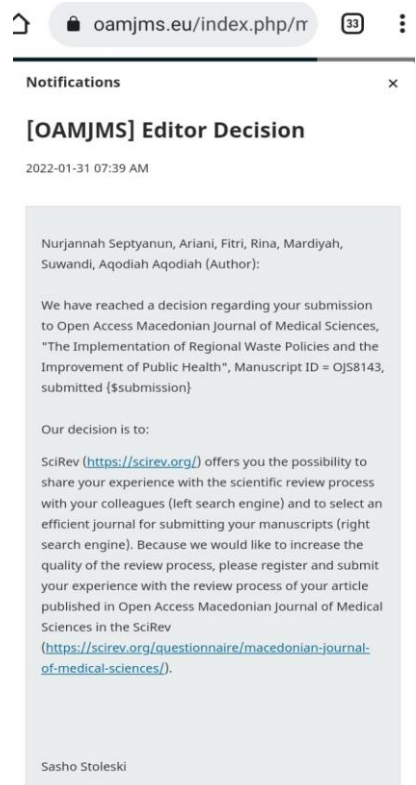 oamjms.eu/index.php/m
33
Notifications
×
[OAMJMS] Editor Decision
2022-01-31 07:39 AM
Nurjannah Septyanun, Ariani, Fitri, Rina, Mardiyah,
Suwandi, Aqodiah Aqodiah (Author):
We have reached a decision regarding your submission
to Open Access Macedonian Journal of Medical Sciences,
"The Implementation of Regional Waste Policies and the
Improvement of Public Health", Manuscript ID = OJS8143,
submitted {$submission}
Our decision is to:
SciRev (https://scirev.org/) offers you the possibility to
share your experience with the scientific review process
with your colleagues (left search engine) and to select an
efficient journal for submitting your manuscripts (right
search engine). Because we would like to increase the
quality of the review process, please register and submit
your experience with the review process of your article
published in Open Access Macedonian Journal of Medical
Sciences in the SciRev
(https://scirev.org/questionnaire/macedonian-journal-
of-medical-sciences/).
Sasho Stoleski